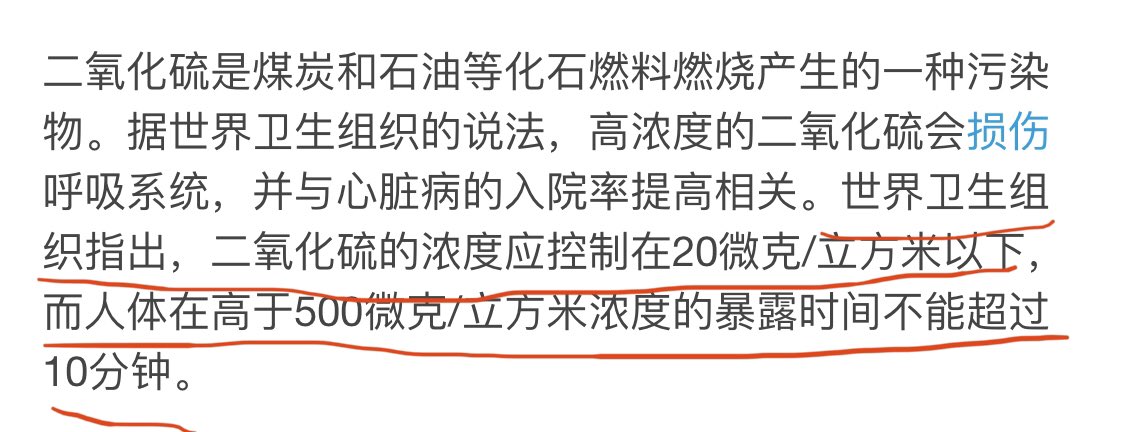 二氧化硫是煤炭和石油等化石燃料燃烧产生的一种污染
物。据世界卫生组织的说法，高浓度的二氧化硫会损伤
呼吸系统，并与心脏病的入院率提高相关。世界卫生组
织指出，二氧化硫的浓度应控制在20微克/立方米以下，
而人体在高于500微克/立方米浓度的暴露时间不能超过
10分钟。